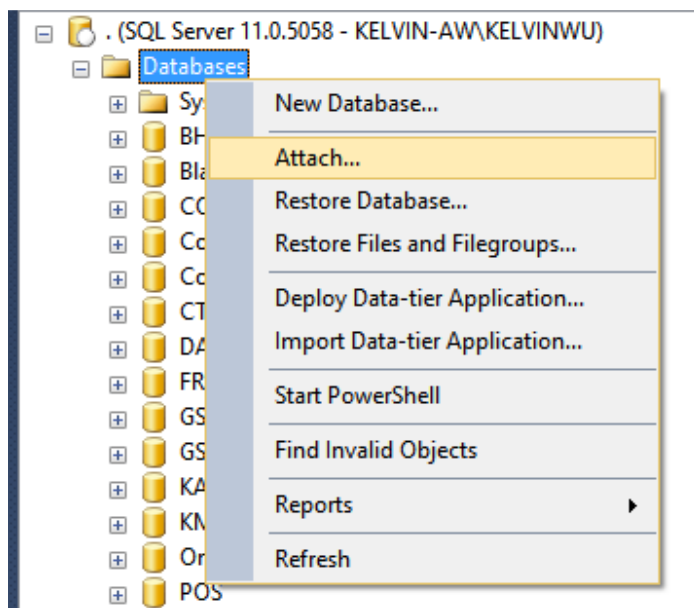 . (SQL Server 11.0.5058 - KELVIN-AW\KELVINWU)
Databases
Sy
New Database...
BH
Attach...
Bla
CO
Restore Database...
Co
Restore Files and Filegroups...
Co
CT
Deploy Data-tier Application...
DA
Import Data-tier Application...
FR
Start PowerShell
GS
GS
Find Invalid Objects
KA
Reports
KM
Or
Refresh
POS